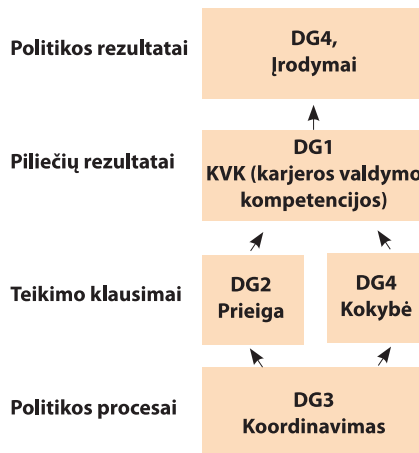 Politikos rezultatai
DG4,
Įrodymai
Piliečių rezultatai
DG1
KVK (karjeros valdymo
kompetencijos)
Teikimo klausimai
DG2
Prieiga
DG4
Kokybė
Politikos procesai
DG3
Koordinavimas